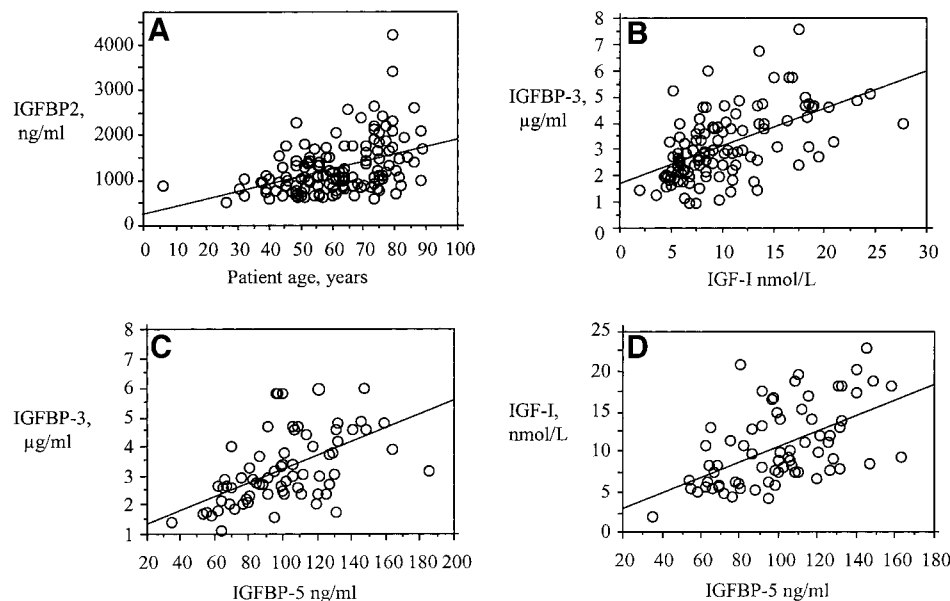 A
4000
3000
2000
1000
0
IGFBP2,
ng/ml
0 10 20 30 40 50 60 70 80 90 100
Patient age, years
B
8
7
6
5
4
3
2
1
0
IGFBP-3,
µg/ml
0 5 10 15 20 25 30
IGF-I nmol/L
C
8
7
6
5
4
3
2
1
IGFBP-3,
µg/ml
20 40 60 80 100 120 140 160 180 200
IGFBP-5 ng/ml
D
25
20
15
10
5
0
IGF-I,
nmol/L
20 40 60 80 100 120 140 160 180
IGFBP-5 ng/ml